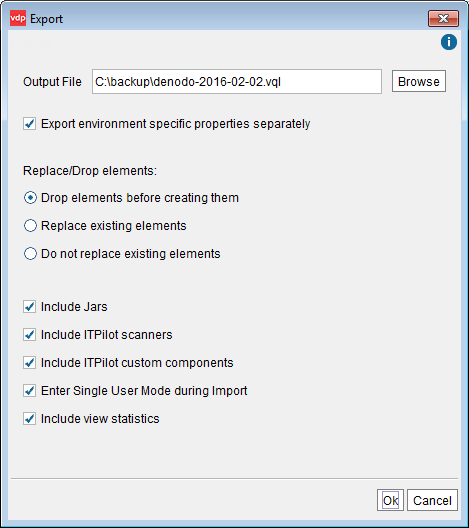 vdp Export
i
Output File C:\backup\denodo-2016-02-02.vql Browse
Export environment specific properties separately
Replace/Drop elements:
Drop elements before creating them
Replace existing elements
Do not replace existing elements
Include Jars
Include ITPilot scanners
Include ITPilot custom components
Enter Single User Mode during Import
Include view statistics
Ok Cancel